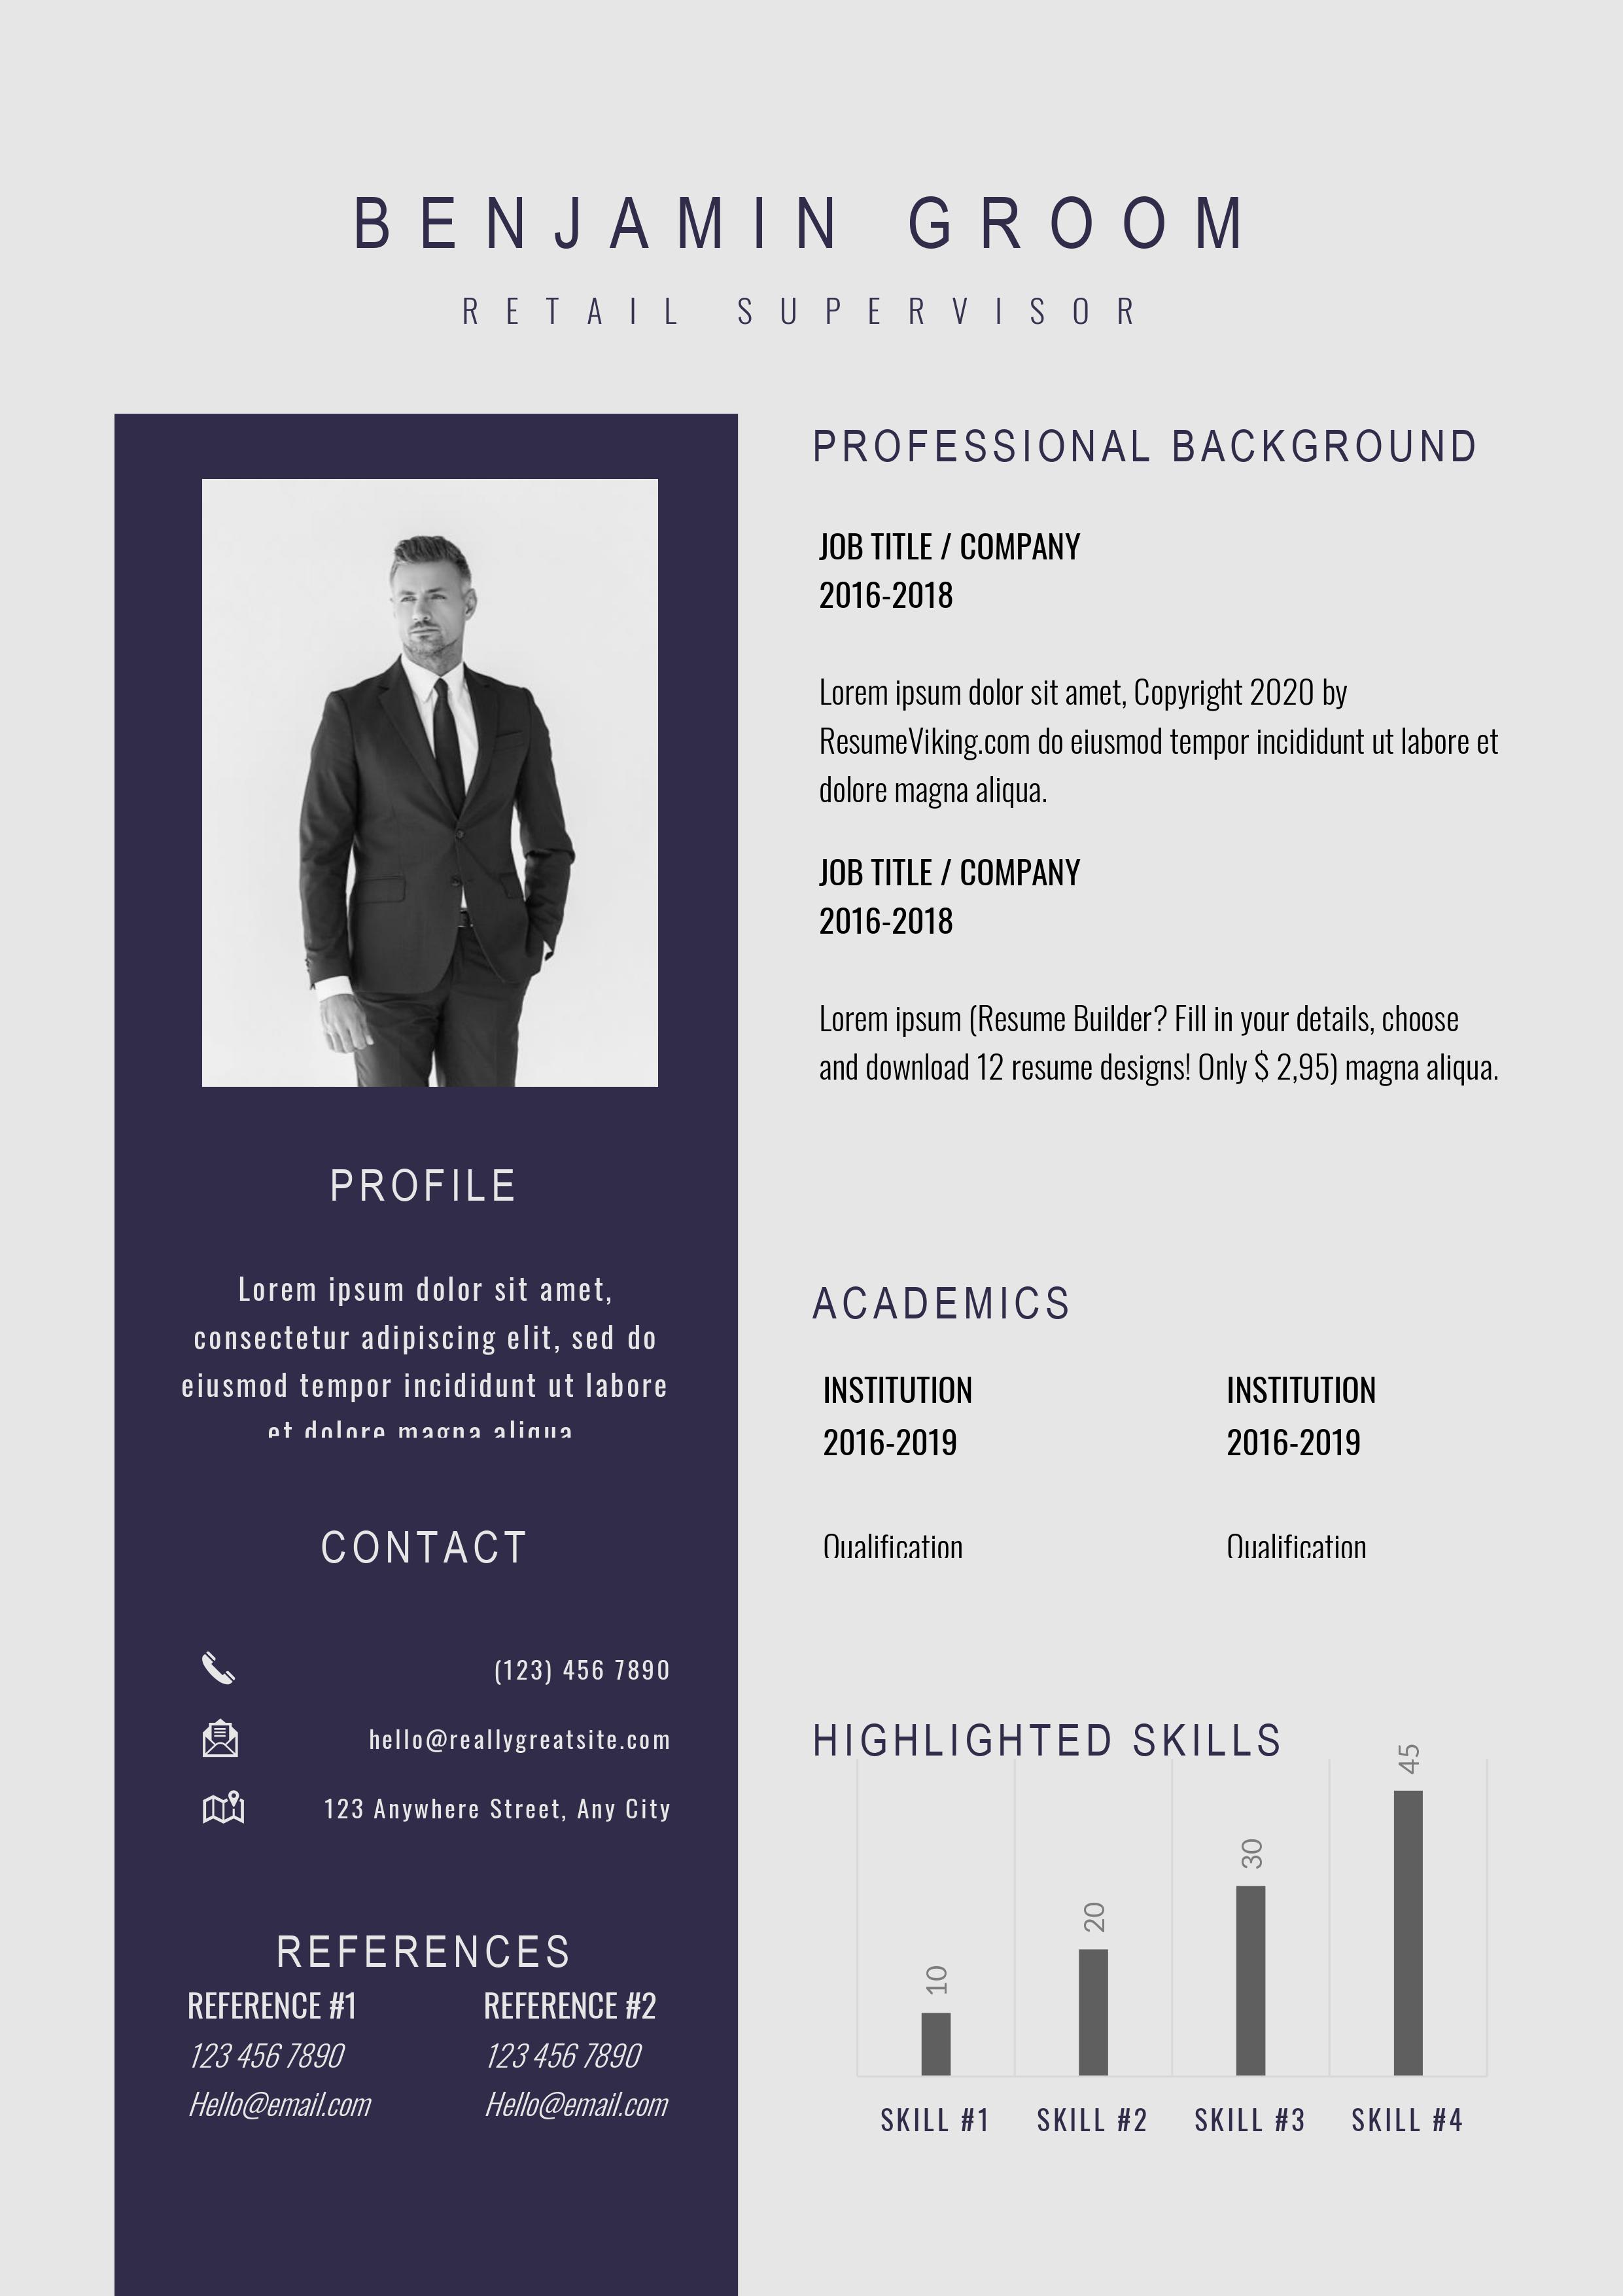 BENJAMIN GROOM
RETAIL SUPERVISOR
PROFILE
Lorem ipsum dolor sit amet,
consectetur adipiscing elit, sed do
eiusmod tempor incididunt ut labore
et dolore magna aliqua
CONTACT
(123) 456 7890
hello@reallygreatsite.com
123 Anywhere Street, Any City
REFERENCES
REFERENCE #1
123 456 7890
Hello@email.com
REFERENCE #2
123 456 7890
Hello@email.com
PROFESSIONAL BACKGROUND
JOB TITLE / COMPANY
2016-2018
Lorem ipsum dolor sit amet, Copyright 2020 by
ResumeViking.com do eiusmod tempor incididunt ut labore et
dolore magna aliqua.
JOB TITLE / COMPANY
2016-2018
Lorem ipsum (Resume Builder? Fill in your details, choose
and download 12 resume designs! Only $ 2,95) magna aliqua.
ACADEMICS
INSTITUTION
2016-2019
Qualification
INSTITUTION
2016-2019
Qualification
HIGHLIGHTED SKILLS
10
20
30
45
SKILL #1
SKILL #2
SKILL #3
SKILL #4